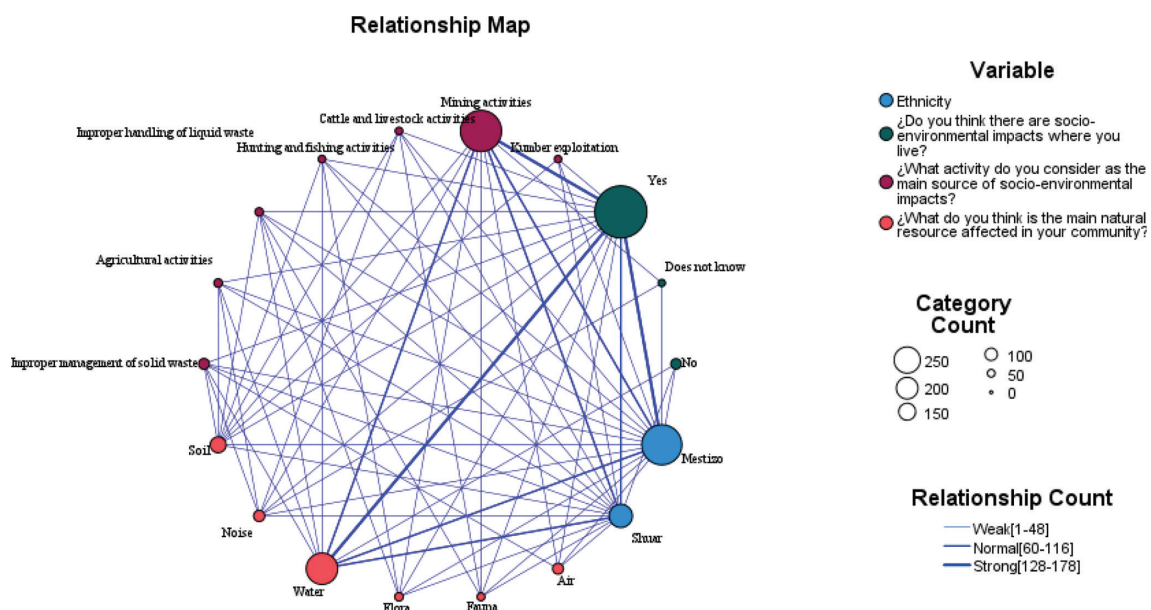 Relationship Map
Mining activities
Cattle and livestock activities
Improper handling of liquid waste
Hunting and fishing activities
Kumber exploitation
Yes
Agricultural activities
Does not know
Improper management of solid waste
No
Soil
Mestizo
Noise
Shuar
Water
Air
Flora
Fauna
Variable
Ethnicity
¿Do you think there are socio-
environmental impacts where you
live?
¿What activity do you consider as the
main source of socio-environmental
impacts?
¿What do you think is the main natural
resource affected in your community?
Category
Count
250
200
150
100
50
0
Relationship Count
Weak[1-48]
Normal[60-116]
Strong[128-178]